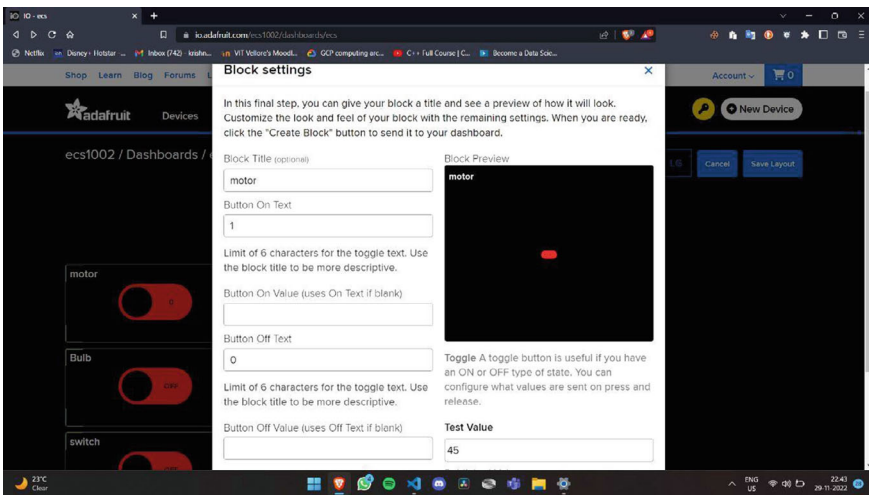 IO - ecs
io.adafruit.com/ecs1002/dashboards/ecs
Netflix
Disney+ Hotstar ...
Inbox (742) - krishn...
VIT Vellore's Moodl...
GCP computing arc...
C++ Full Course | C...
Become a Data Scie...
Shop Learn Blog Forums L
Account
0
adafruit
Devices
New Device
ecs1002 / Dashboards /
Cancel
Save Layout
Block settings
In this final step, you can give your block a title and see a preview of how it will look.
Customize the look and feel of your block with the remaining settings. When you are ready,
click the "Create Block" button to send it to your dashboard.
Block Title (optional)
motor
Button On Text
1
Limit of 6 characters for the toggle text. Use
the block title to be more descriptive.
Button On Value (uses On Text if blank)
Button Off Text
0
Limit of 6 characters for the toggle text. Use
the block title to be more descriptive.
Button Off Value (uses Off Text if blank)
Block Preview
motor
Toggle A toggle button is useful if you have
an ON or OFF type of state. You can
configure what values are sent on press and
release.
Test Value
45
motor
0
Bulb
OFF
switch
23°C
Clear
ENG
US
22:43
29-11-2022